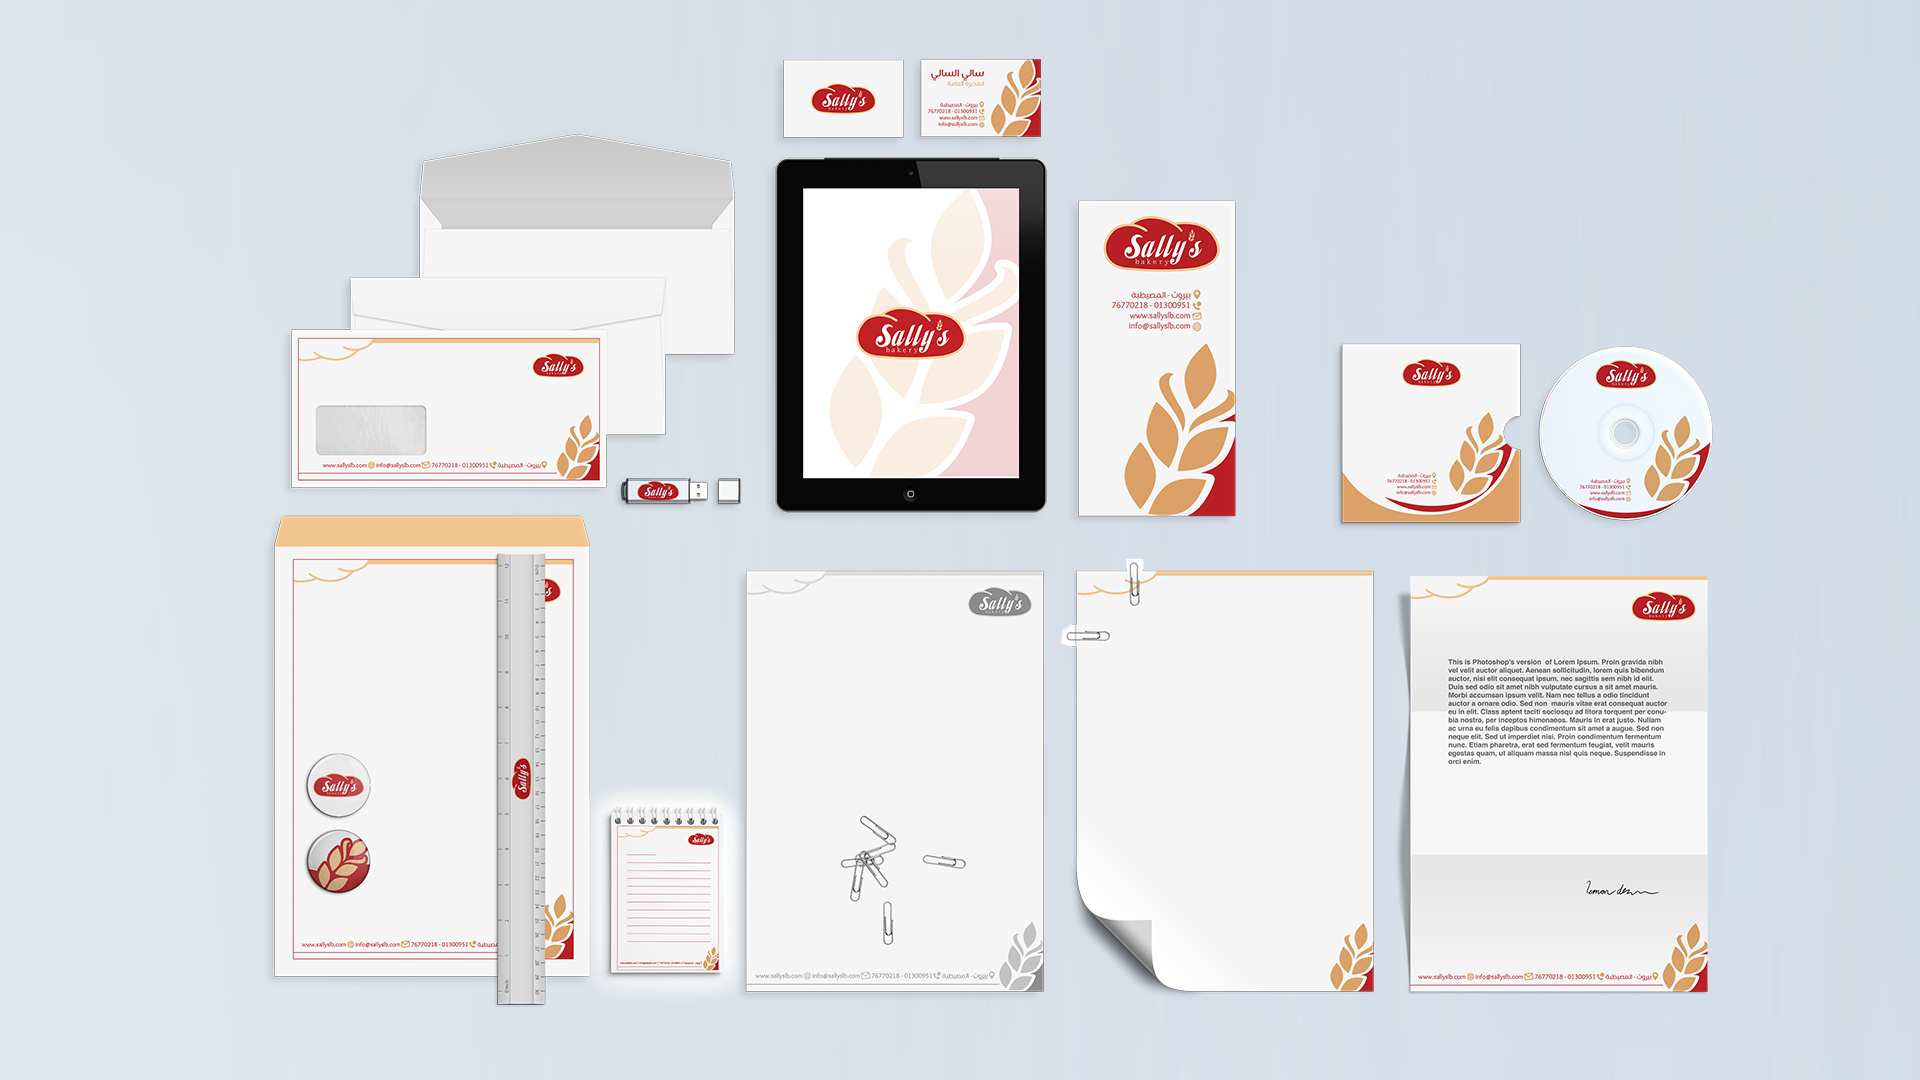 Sally's
bakery
سالي السالي
المديرة العامة
بيروت - المصيطبة
76770218 - 01300951
www.sallyslb.com
info@sallyslb.com
Sally's
bakery
Sally's
bakery
بيروت - المصيطبة
76770218 - 01300951
www.sallyslb.com
info@sallyslb.com
Sally's
bakery
www.sallyslb.com info@sallyslb.com 76770218 - 01300951 بيروت - المصيطبة
Sally's
Sally's
bakery
بيروت - المصيطبة
76770218 - 01300951
www.sallyslb.com
info@sallyslb.com
Sally's
bakery
بيروت - المصيطبة
76770218 - 01300951
www.sallyslb.com
info@sallyslb.com
www.sallyslb.com info@sallyslb.com 76770218 - 01300951
Sally's
Sally's
Sally's
Sally's
bakery
www.sallyslb.com info@sallyslb.com 76770218 - 01300951 بيروت - المصيطبة
Sally's
bakery
This is Photoshop's version of Lorem Ipsum. Proin gravida nibh
vel velit auctor aliquet. Aenean sollicitudin, lorem quis bibendum
auctor, nisi elit consequat ipsum, nec sagittis sem nibh id elit.
Duis sed odio sit amet nibh vulputate cursus a sit amet mauris.
Morbi accumsan ipsum velit. Nam nec tellus a odio tincidunt
auctor a ornare odio. Sed non mauris vitae erat consequat auctor
eu in elit. Class aptent taciti sociosqu ad litora torquent per conu-
bia nostra, per inceptos himenaeos. Mauris in erat justo. Nullam
ac urna eu felis dapibus condimentum sit amet a augue. Sed non
neque elit. Sed ut imperdiet nisi. Proin condimentum fermentum
nunc. Etiam pharetra, erat sed fermentum feugiat, velit mauris
egestas quam, ut aliquam massa nisl quis neque. Suspendisse in
orci enim.
www.sallyslb.com info@sallyslb.com 76770218 - 01300951 بيروت - المصيطبة